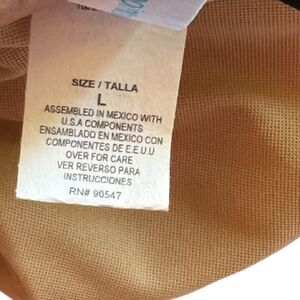 SIZE / TALLA
L
ASSEMBLED IN MEXICO WITH
U.S.A COMPONENTS
ENSAMBLADO EN MEXICO CON
COMPONENTES DE E.E.U.U
OVER FOR CARE
VER REVERSO PARA
INSTRUCCIONES
RN# 90547